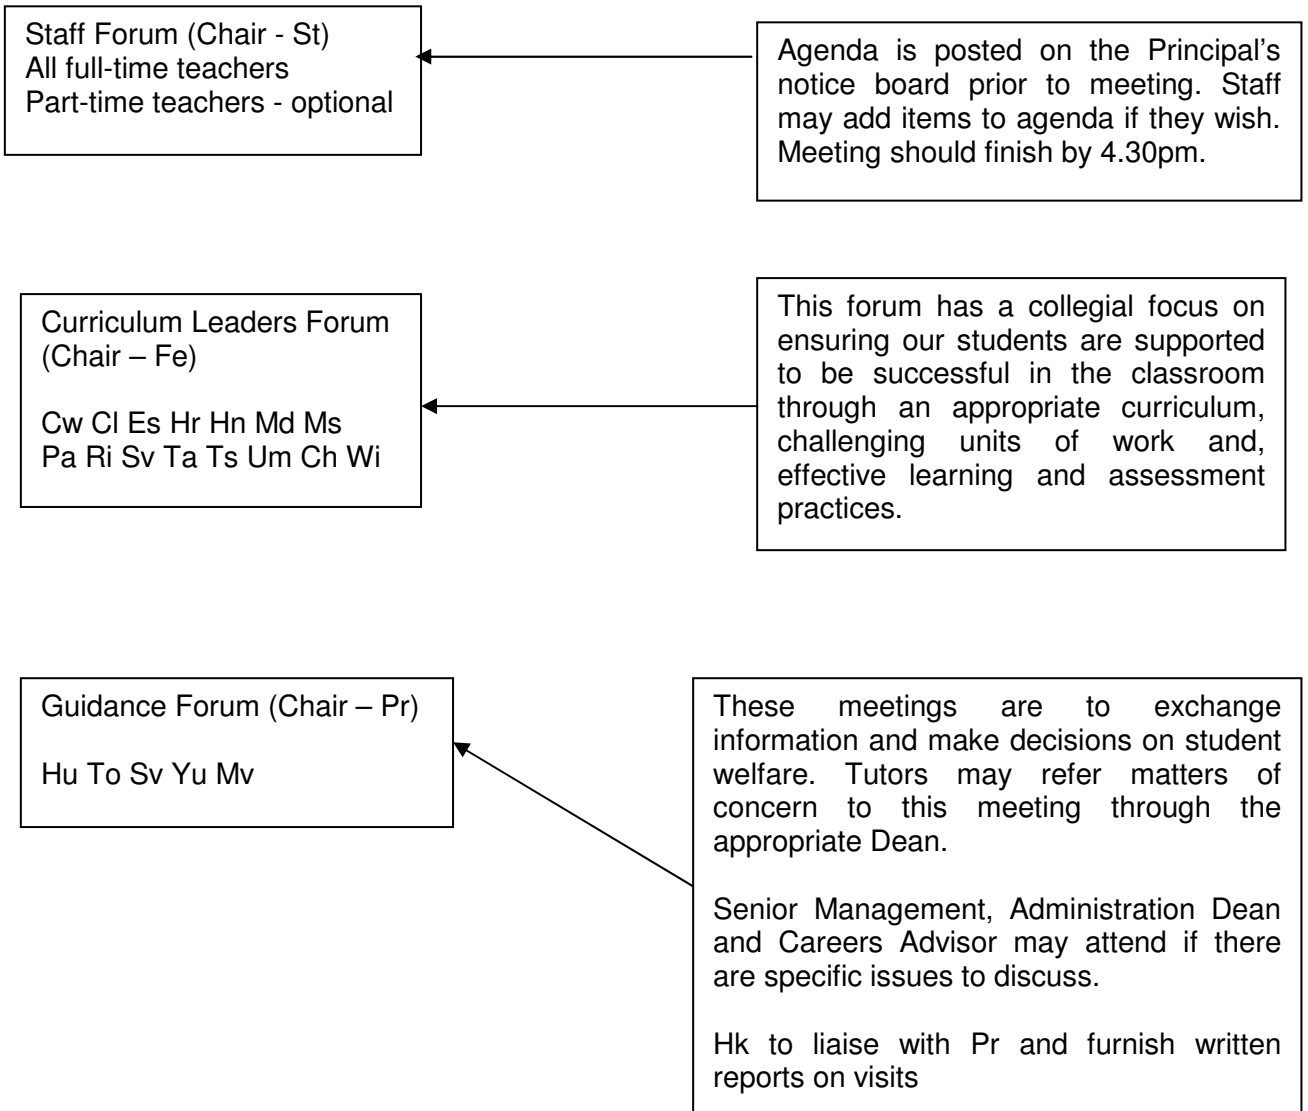 Staff Forum (Chair - St)
All full-time teachers
Part-time teachers - optional
Agenda is posted on the Principal's
notice board prior to meeting. Staff
may add items to agenda if they wish.
Meeting should finish by 4.30pm.
Curriculum Leaders Forum
(Chair – Fe)
Cw Cl Es Hr Hn Md Ms
Pa Ri Sv Ta Ts Um Ch Wi
This forum has a collegial focus on
ensuring our students are supported
to be successful in the classroom
through an appropriate curriculum,
challenging units of work and,
effective learning and assessment
practices.
Guidance Forum (Chair – Pr)
Hu To Sv Yu Mv
These meetings are to exchange
information and make decisions on student
welfare. Tutors may refer matters of
concern to this meeting through the
appropriate Dean.
Senior Management, Administration Dean
and Careers Advisor may attend if there
are specific issues to discuss.
Hk to liaise with Pr and furnish written
reports on visits